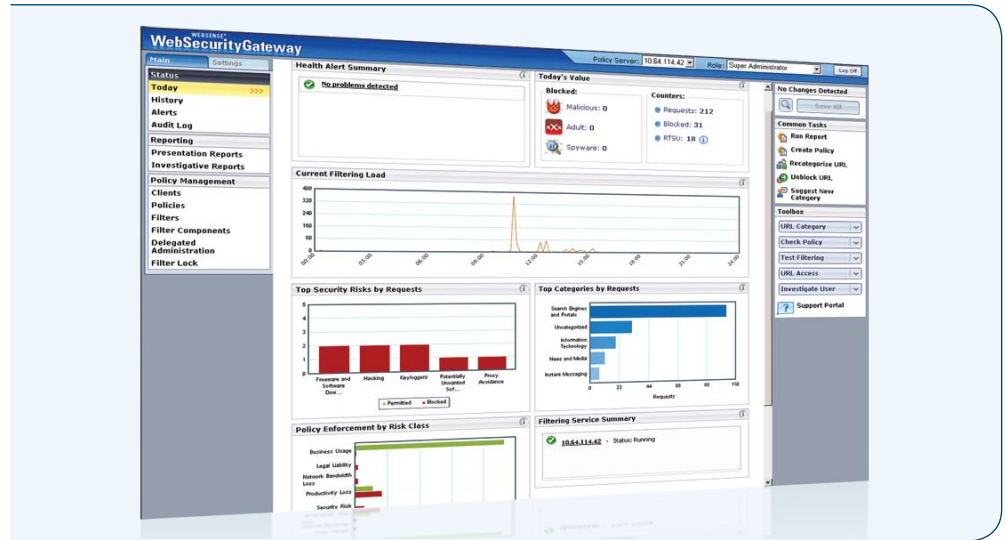 WEBSENSE®
WebSecurityGateway
Policy Server: 10.64.114.42 Role: Super Administrator Log Off
Main Settings
Status
Today >>>
History
Alerts
Audit Log
Reporting
Presentation Reports
Investigative Reports
Policy Management
Clients
Policies
Filters
Filter Components
Delegated
Administration
Filter Lock
Health Alert Summary
No problems detected
Today's Value
Blocked:
Malicious: 0
Adult: 0
Spyware: 0
Counters:
Requests: 212
Blocked: 31
RTSU: 18
Current Filtering Load
400
320
240
160
80
0
00:00 03:00 06:00 09:00 12:00 15:00 18:00 21:00 24:00
Top Security Risks by Requests
5
4
3
2
1
0
Freeware and
Software
Dow...
Hacking
Keyloggers
Potentially
Unwanted
Sof...
Proxy
Avoidance
Permitted Blocked
Top Categories by Requests
Search Engines
and Portals
Uncategorized
Information
Technology
News and Media
Instant Messaging
0 22 44 66 88 110
Requests
Policy Enforcement by Risk Class
Business Usage
Legal Liability
Network Bandwidth
Loss
Productivity Loss
Security Risk
Filtering Service Summary
10.64.114.42 - Status: Running
No Changes Detected
Save All
Common Tasks
Run Report
Create Policy
Recategorize URL
Unblock URL
Suggest New
Category
Toolbox
URL Category
Check Policy
Test Filtering
URL Access
Investigate User
Support Portal